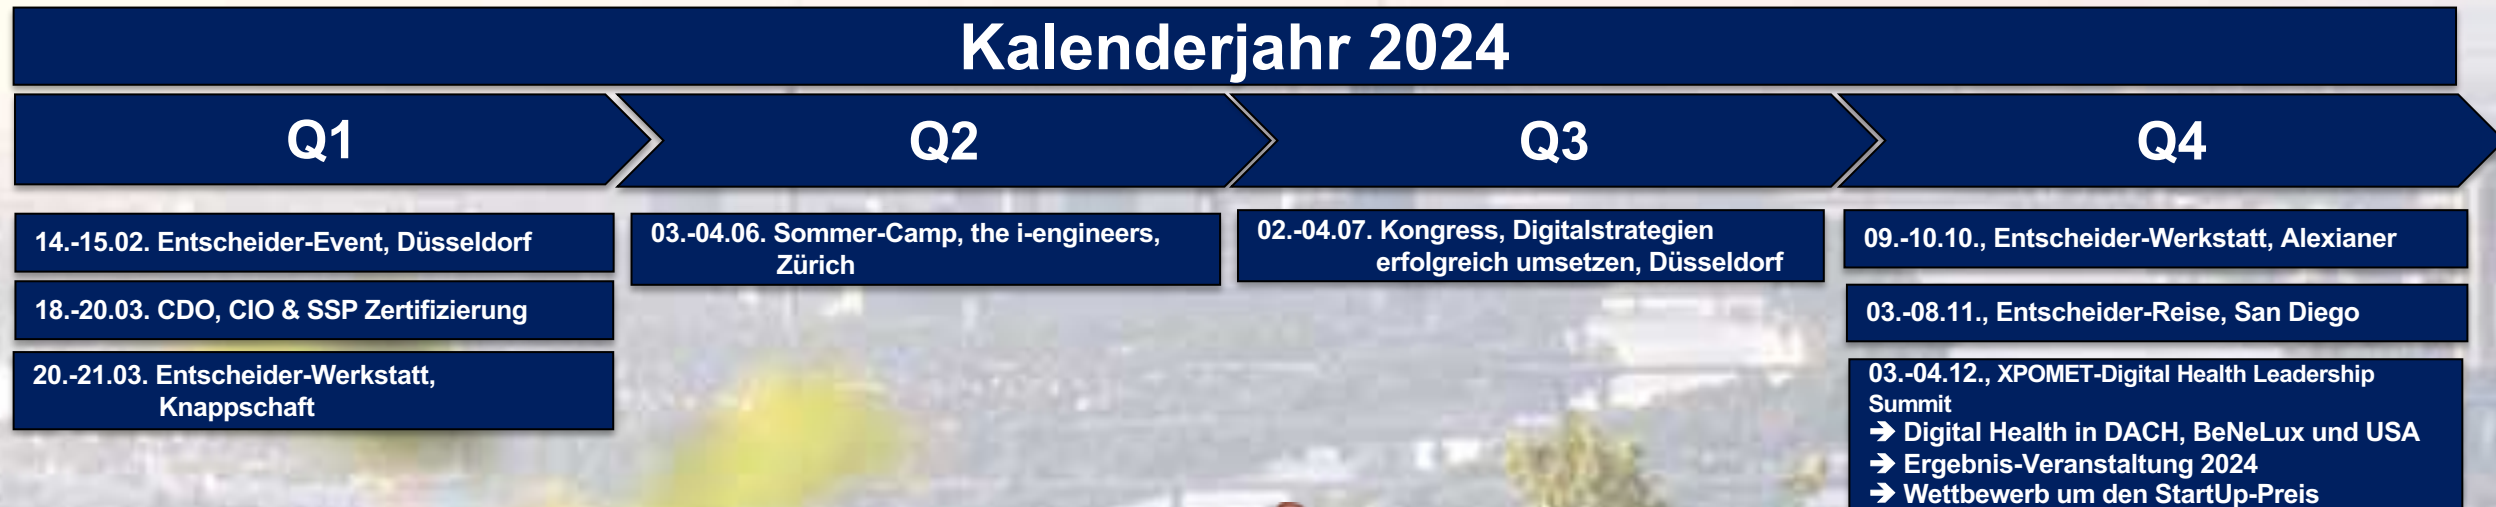 Kalenderjahr 2024
Q1
Q2
Q3
Q4
14.-15.02. Entscheider-Event, Düsseldorf
18.-20.03. CDO, CIO & SSP Zertifizierung
20.-21.03. Entscheider-Werkstatt,
Knappschaft
03.-04.06. Sommer-Camp, the i-engineers,
Zürich
02.-04.07. Kongress, Digitalstrategien
erfolgreich umsetzen, Düsseldorf
09.-10.10., Entscheider-Werkstatt, Alexianer
03.-08.11., Entscheider-Reise, San Diego
03.-04.12., XPOMET-Digital Health Leadership
Summit
➔ Digital Health in DACH, BeNeLux und USA
➔ Ergebnis-Veranstaltung 2024
➔ Wettbewerb um den StartUp-Preis